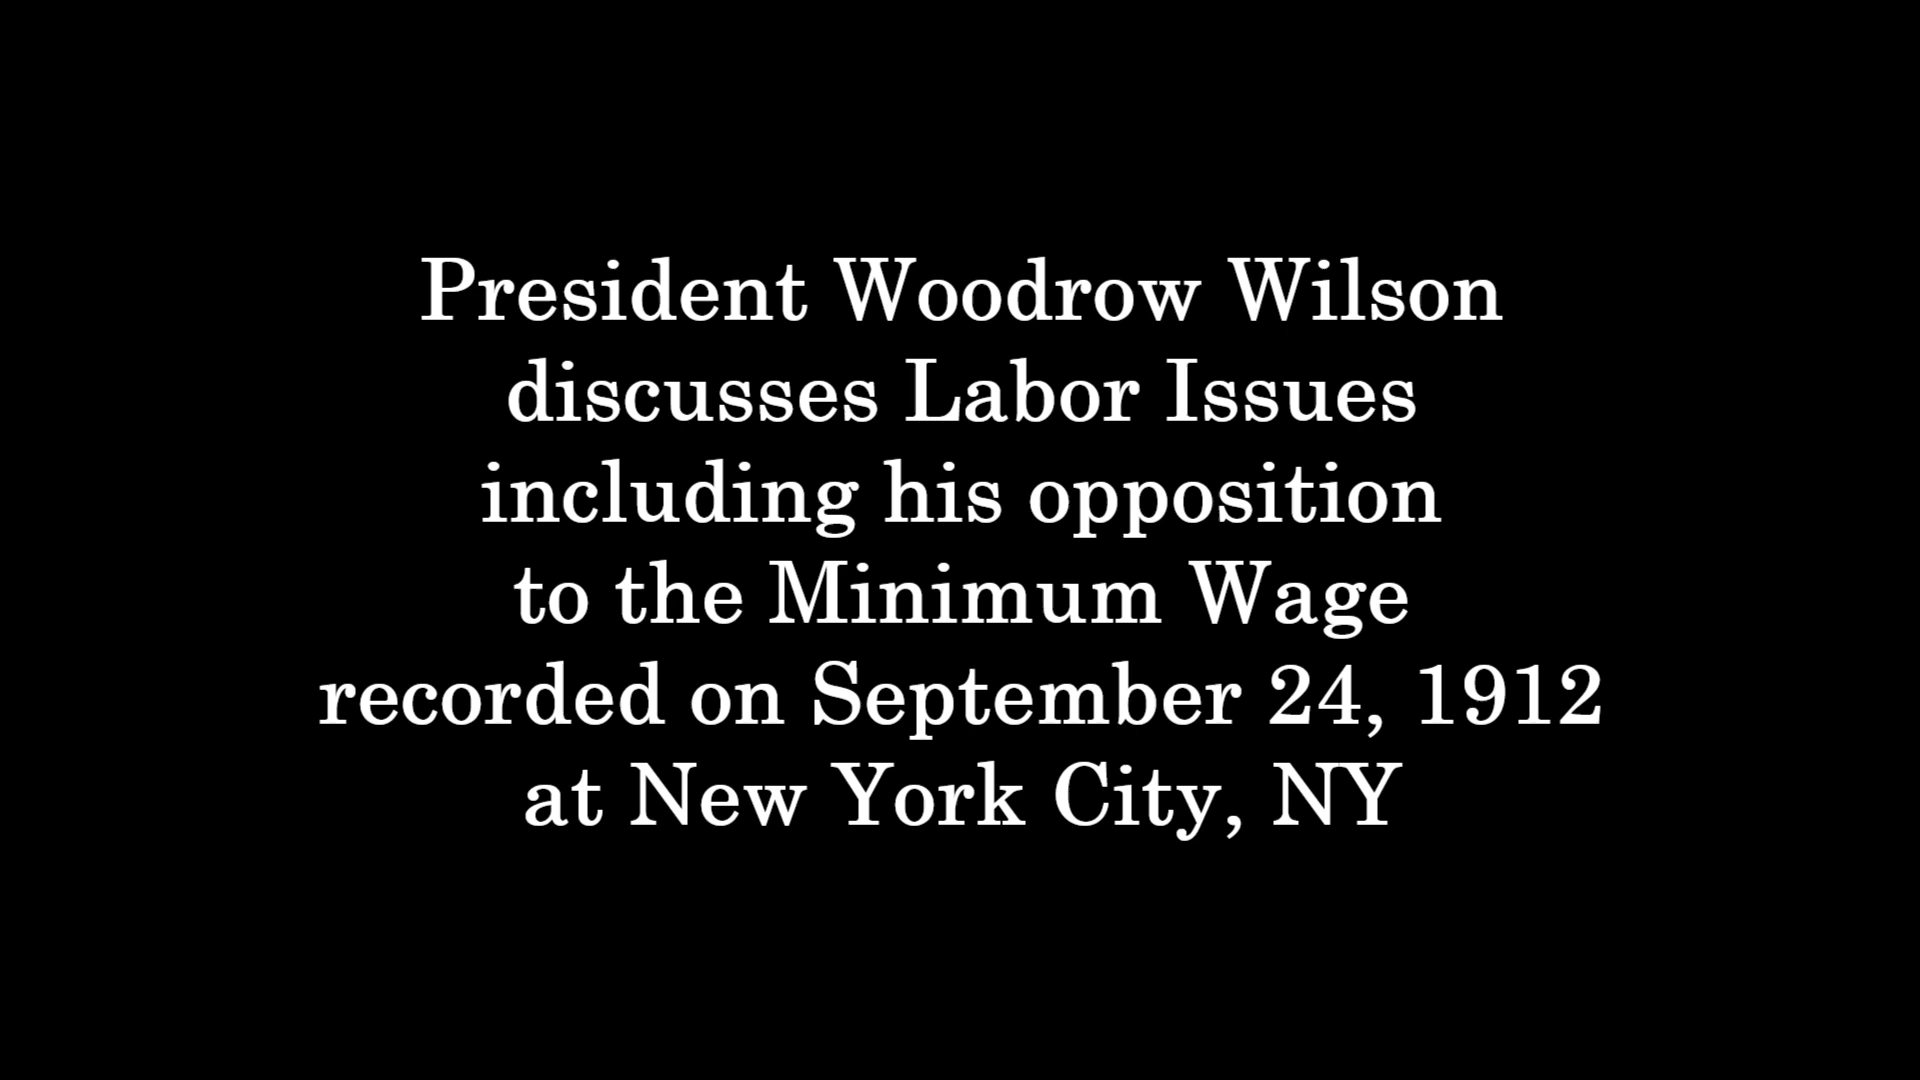 President Woodrow Wilson
discusses Labor Issues
including his opposition
to the Minimum Wage
recorded on September 24, 1912
at New York City, NY